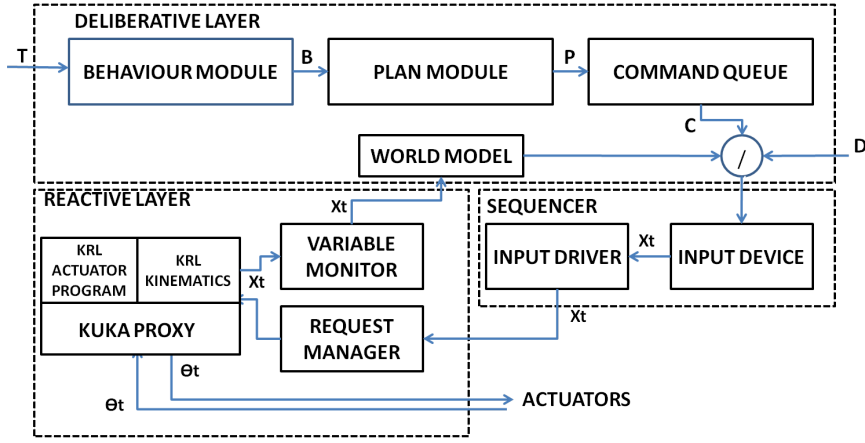 DELIBERATIVE LAYER
T
BEHAVIOUR MODULE
B
PLAN MODULE
P
COMMAND QUEUE
C
WORLD MODEL
/
D
REACTIVE LAYER
Xt
SEQUENCER
KRL
ACTUATOR
PROGRAM
KRL
KINEMATICS
Xt
VARIABLE
MONITOR
INPUT DRIVER
Xt
INPUT DEVICE
KUKA PROXY
REQUEST
MANAGER
Xt
ϴt
ϴt
ACTUATORS